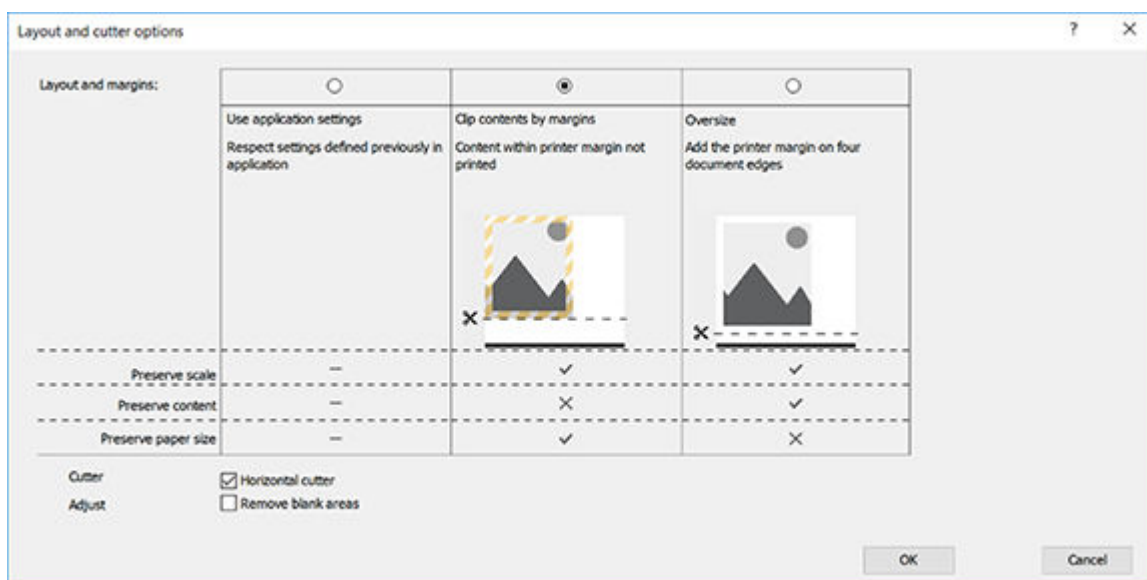 Layout and cutter options
Layout and margins:
Use application settings
Clip contents by margins
Oversize
Respect settings defined previously in
application
Content within printer margin not
printed
Add the printer margin on four
document edges
Preserve scale
Preserve content
Preserve paper size
Cutter
Horizontal cutter
Adjust
Remove blank areas
OK
Cancel